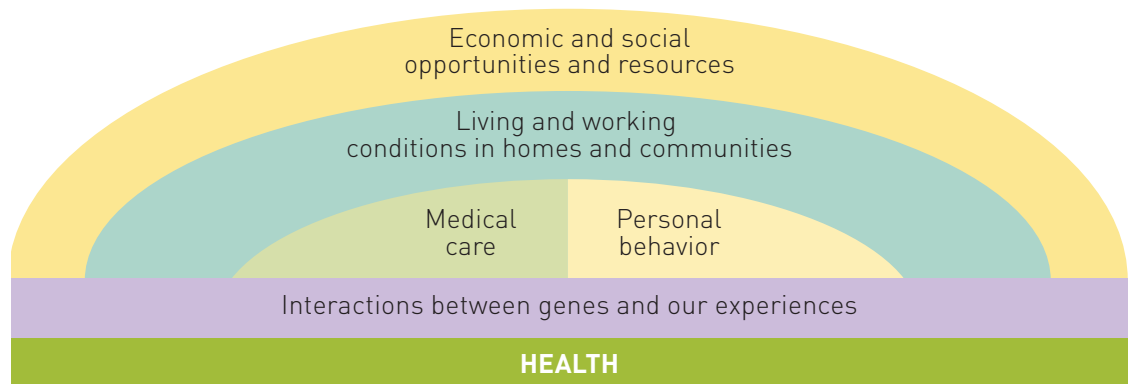 Economic and social
opportunities and resources
Living and working
conditions in homes and communities
Medical
care
Personal
behavior
Interactions between genes and our experiences
HEALTH